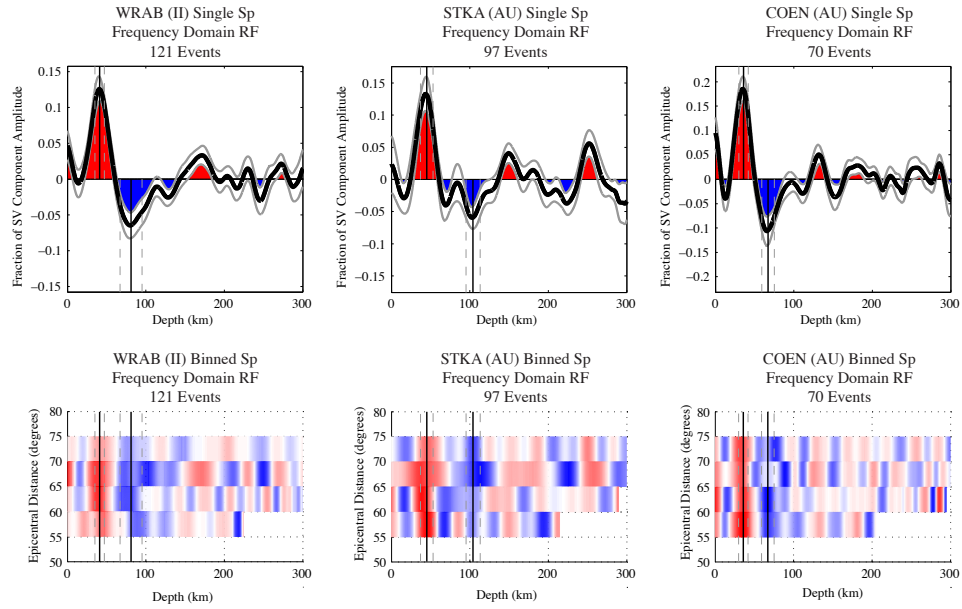 WRAB (II) Single Sp
Frequency Domain RF
121 Events
0.15
0.1
0.05
0
−0.05
−0.1
−0.15
Fraction of SV Component Amplitude
0 100 200 300
Depth (km)
STKA (AU) Single Sp
Frequency Domain RF
97 Events
0.15
0.1
0.05
0
−0.05
−0.1
−0.15
Fraction of SV Component Amplitude
0 100 200 300
Depth (km)
COEN (AU) Single Sp
Frequency Domain RF
70 Events
0.2
0.15
0.1
0.05
0
−0.05
−0.1
−0.15
−0.2
Fraction of SV Component Amplitude
0 100 200 300
Depth (km)
WRAB (II) Binned Sp
Frequency Domain RF
121 Events
80
75
70
65
60
55
50
Epicentral Distance (degrees)
0 100 200 300
Depth (km)
STKA (AU) Binned Sp
Frequency Domain RF
97 Events
80
75
70
65
60
55
50
Epicentral Distance (degrees)
0 100 200 300
Depth (km)
COEN (AU) Binned Sp
Frequency Domain RF
70 Events
80
75
70
65
60
55
50
Epicentral Distance (degrees)
0 100 200 300
Depth (km)